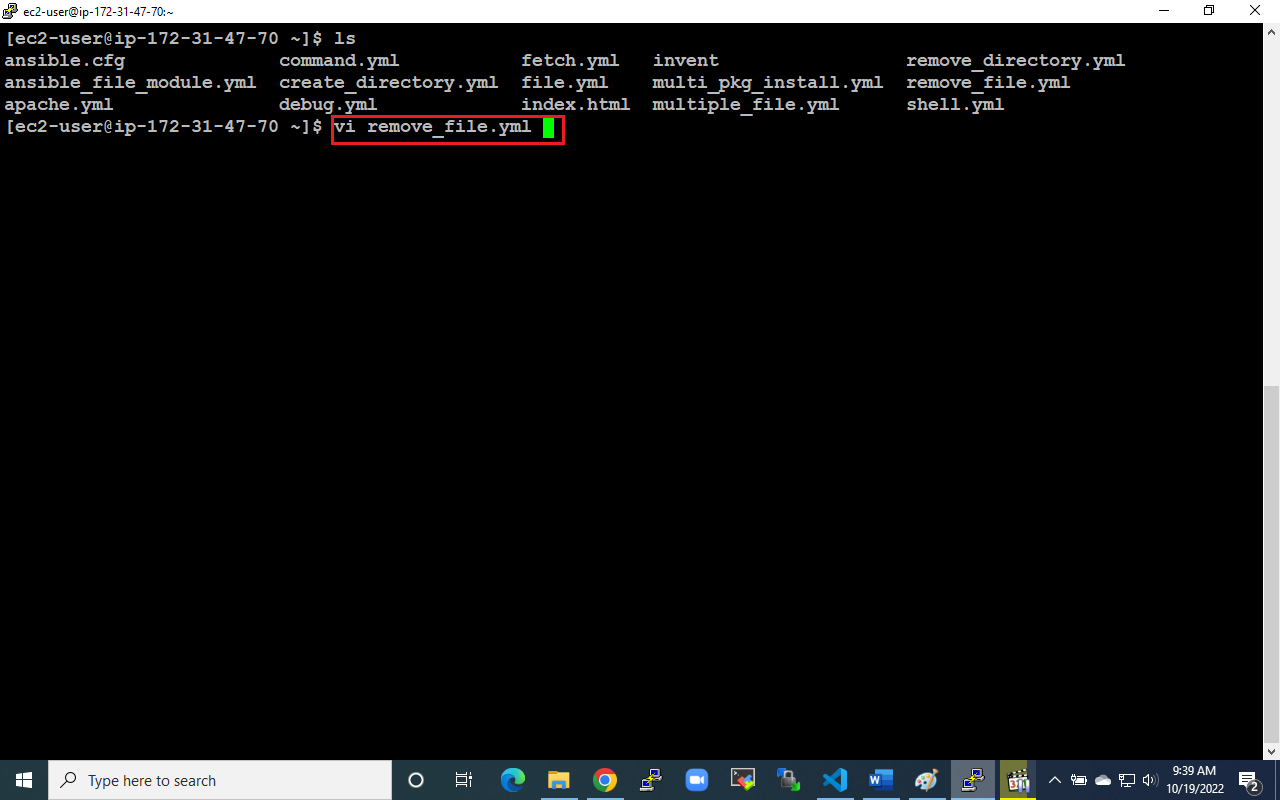 ec2-user@ip-172-31-47-70:~
[ec2-user@ip-172-31-47-70 ~]$ ls
ansible.cfg command.yml fetch.yml invent remove_directory.yml
ansible_file_module.yml create_directory.yml file.yml multi_pkg_install.yml remove_file.yml
apache.yml debug.yml index.html multiple_file.yml shell.yml
[ec2-user@ip-172-31-47-70 ~]$ vi remove_file.yml
Type here to search
9:39 AM
10/19/2022
2